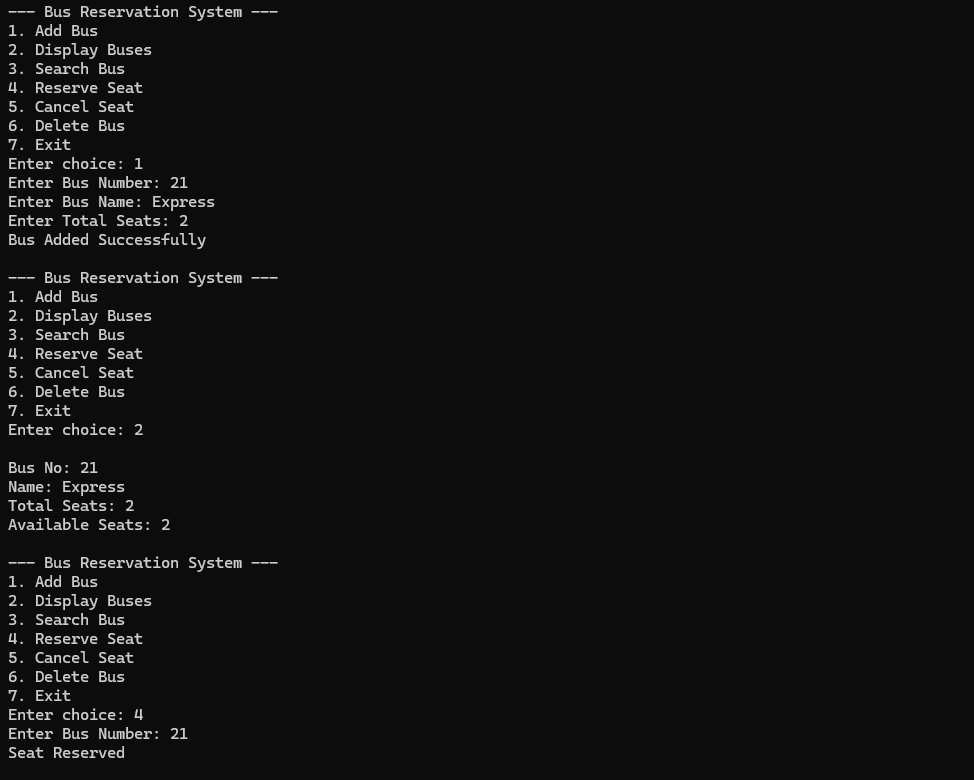 --- Bus Reservation System ---
1. Add Bus
2. Display Buses
3. Search Bus
4. Reserve Seat
5. Cancel Seat
6. Delete Bus
7. Exit
Enter choice: 1
Enter Bus Number: 21
Enter Bus Name: Express
Enter Total Seats: 2
Bus Added Successfully

--- Bus Reservation System ---
1. Add Bus
2. Display Buses
3. Search Bus
4. Reserve Seat
5. Cancel Seat
6. Delete Bus
7. Exit
Enter choice: 2

Bus No: 21
Name: Express
Total Seats: 2
Available Seats: 2

--- Bus Reservation System ---
1. Add Bus
2. Display Buses
3. Search Bus
4. Reserve Seat
5. Cancel Seat
6. Delete Bus
7. Exit
Enter choice: 4
Enter Bus Number: 21
Seat Reserved